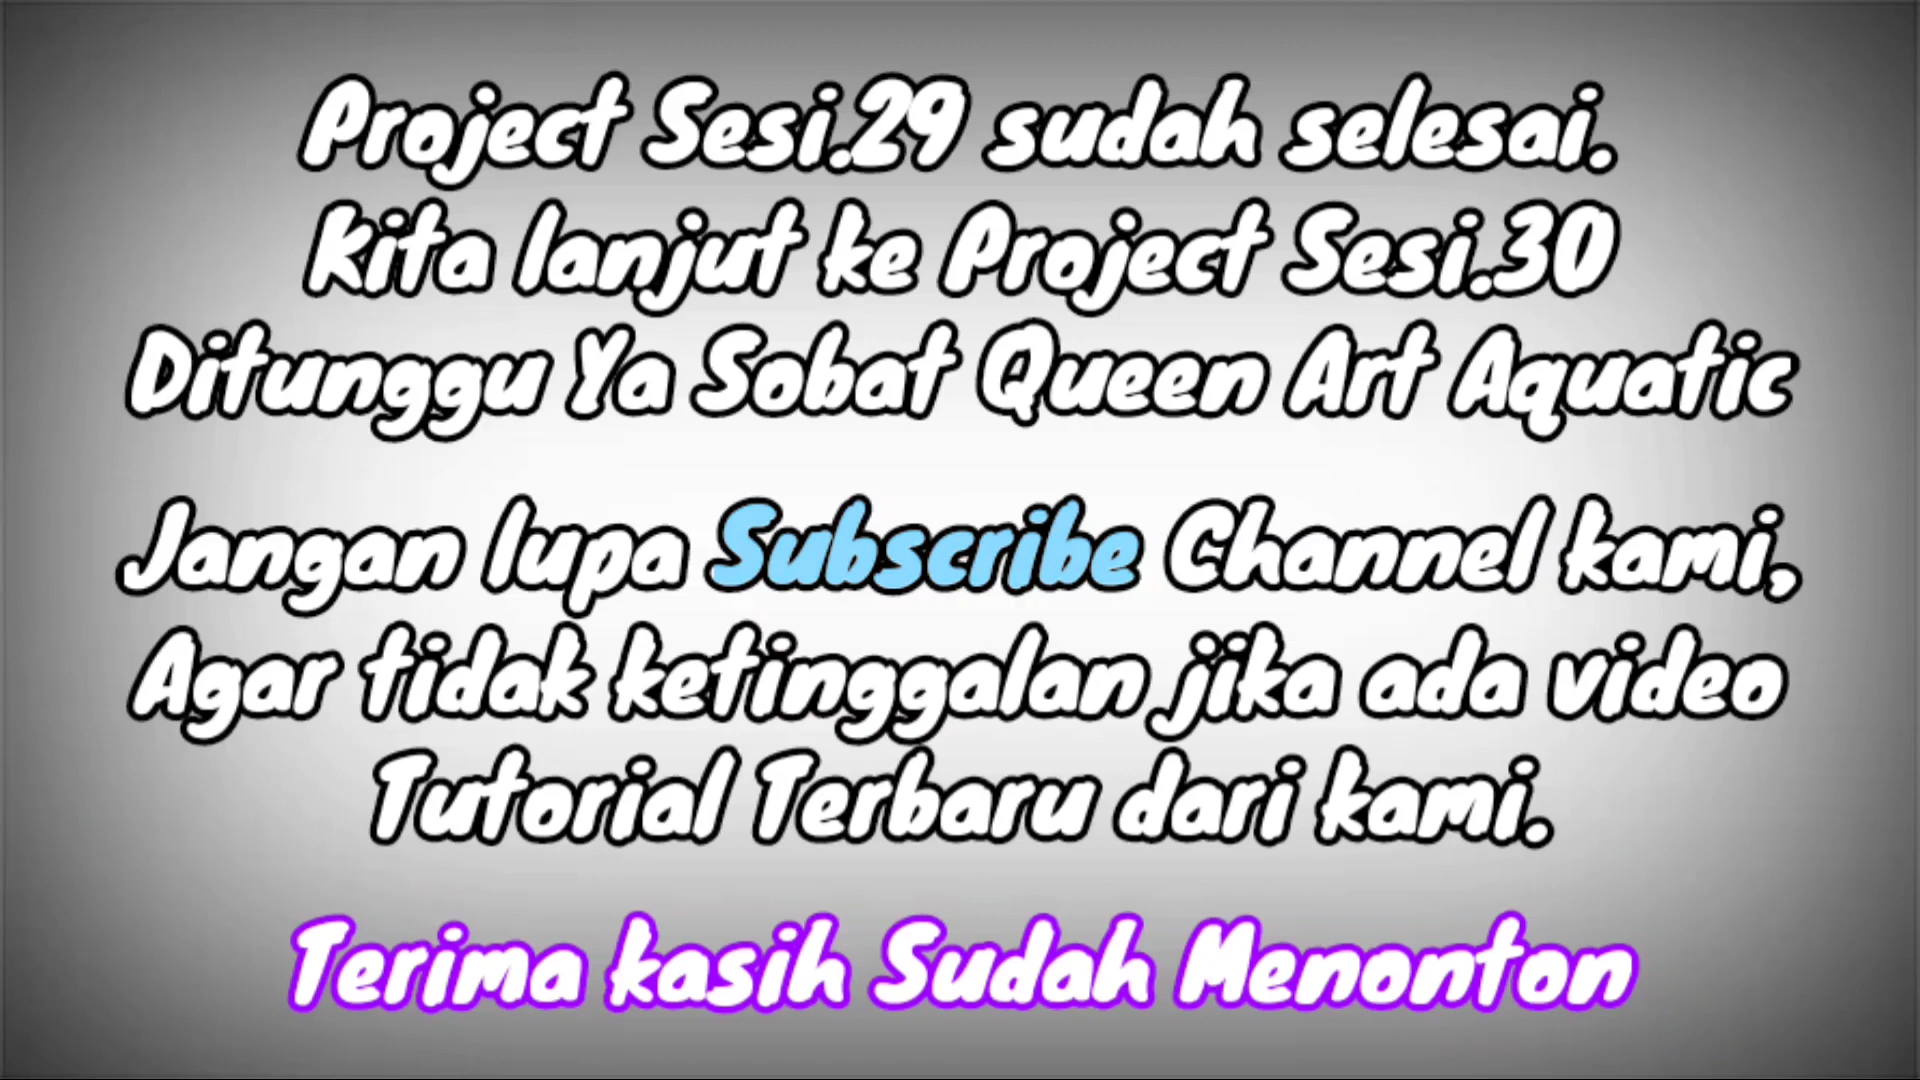 Project Sesi.29 sudah selesai.
Kita lanjut ke Project Sesi.30
Ditunggu Ya Sobat Queen Art Aquatic
Jangan lupa Subscribe Channel kami,
Agar tidak ketinggalan jika ada video
Tutorial Terbaru dari kami.
Terima kasih Sudah Menonton